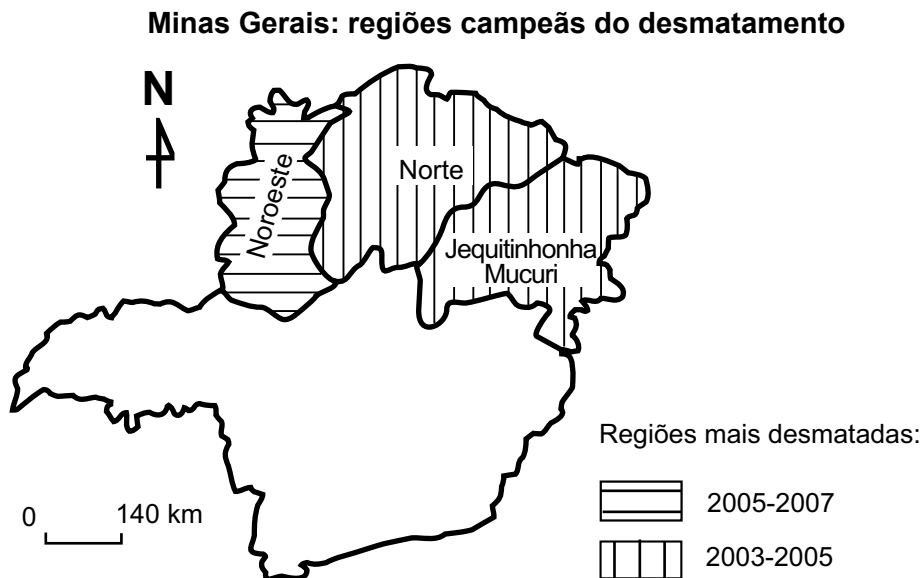 Minas Gerais: regiões campeãs do desmatamento
N
Noroeste
Norte
Jequitinhonha
Mucuri
Regiões mais desmatadas:
2005-2007
2003-2005
0 140 km